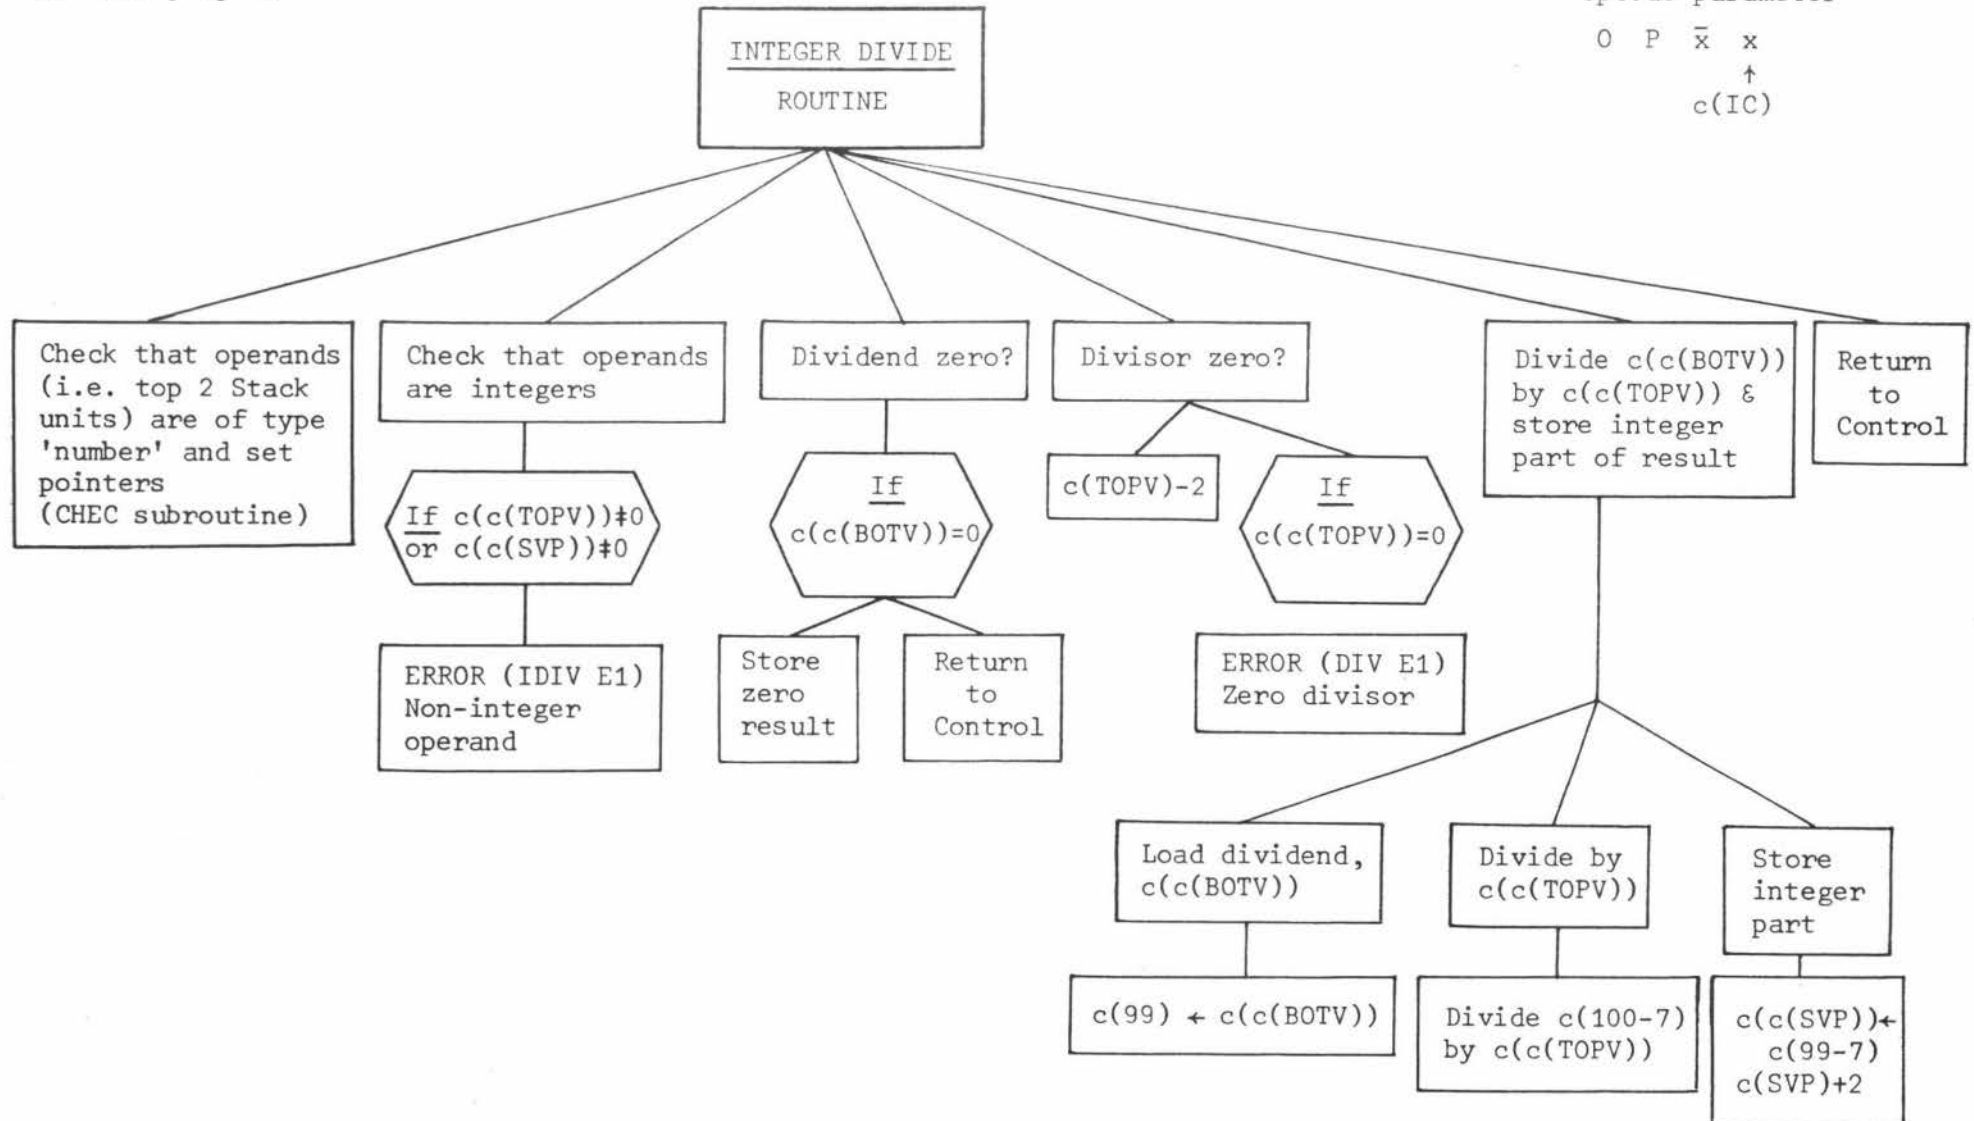 parameter
O P x̄ x
↑
c(IC)
INTEGER DIVIDE
ROUTINE
Check that operands
(i.e. top 2 Stack
units) are of type
'number' and set
pointers
(CHEC subroutine)
Check that operands
are integers
If c(c(TOPV))‡0
or c(c(SVP))‡0
ERROR (IDIV E1)
Non-integer
operand
Dividend zero?
If
c(c(BOTV))=0
Store
zero
result
Return
to
Control
Divisor zero?
c(TOPV)-2
If
c(c(TOPV))=0
ERROR (DIV E1)
Zero divisor
Divide c(c(BOTV))
by c(c(TOPV)) &
store integer
part of result
Load dividend,
c(c(BOTV))
c(99) ← c(c(BOTV))
Divide by
c(c(TOPV))
Divide c(100-7)
by c(c(TOPV))
Store
integer
part
c(c(SVP))←
c(99-7)
c(SVP)+2
Return
to
Control